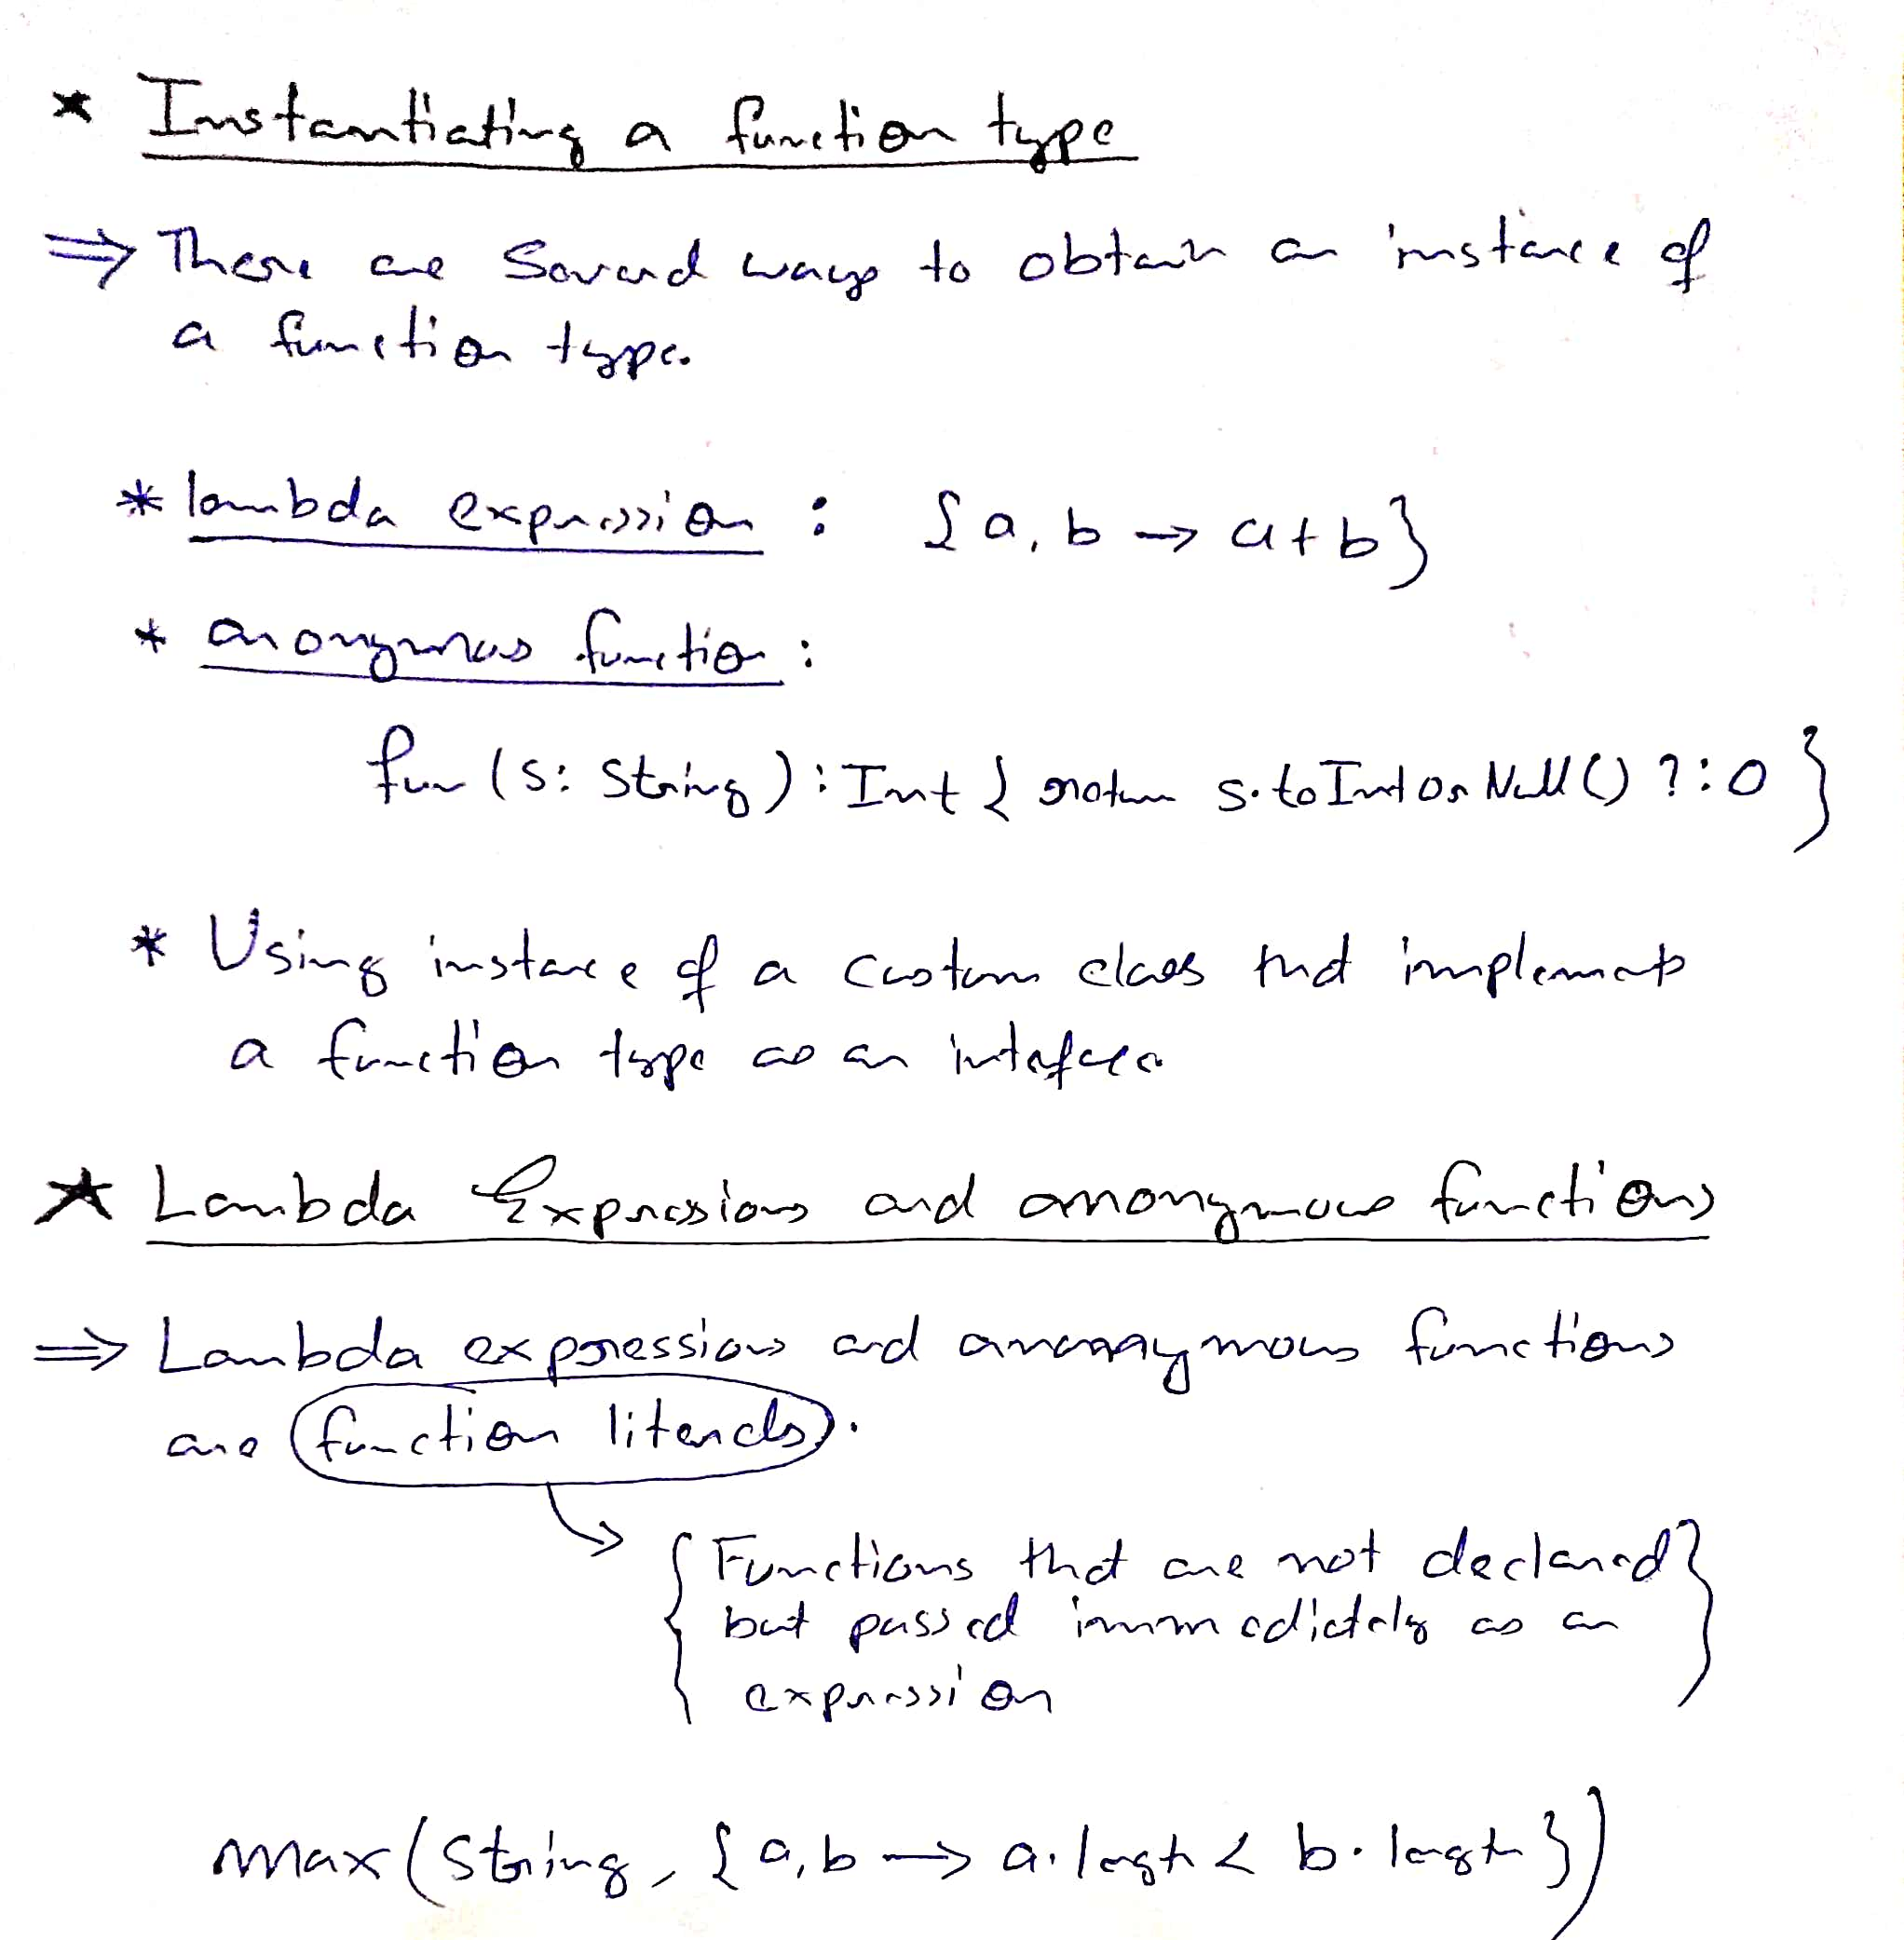 * Instantiating a function type
⇒ There are several ways to obtain an instance of
a function type.
* lambda expression : {a, b → a+b}
* anonymous function :
fun (s: String) : Int { return s.toIntOrNull() ?: 0 }
* Using instance of a custom class that implements
a function type as an interface
★ Lambda Expressions and anonymous functions
⇒ Lambda expressions and anonymous functions
are function literals.
{ Functions that are not declared }
but passed immediately as an
expression
max(String, {a, b → a.length < b.length})